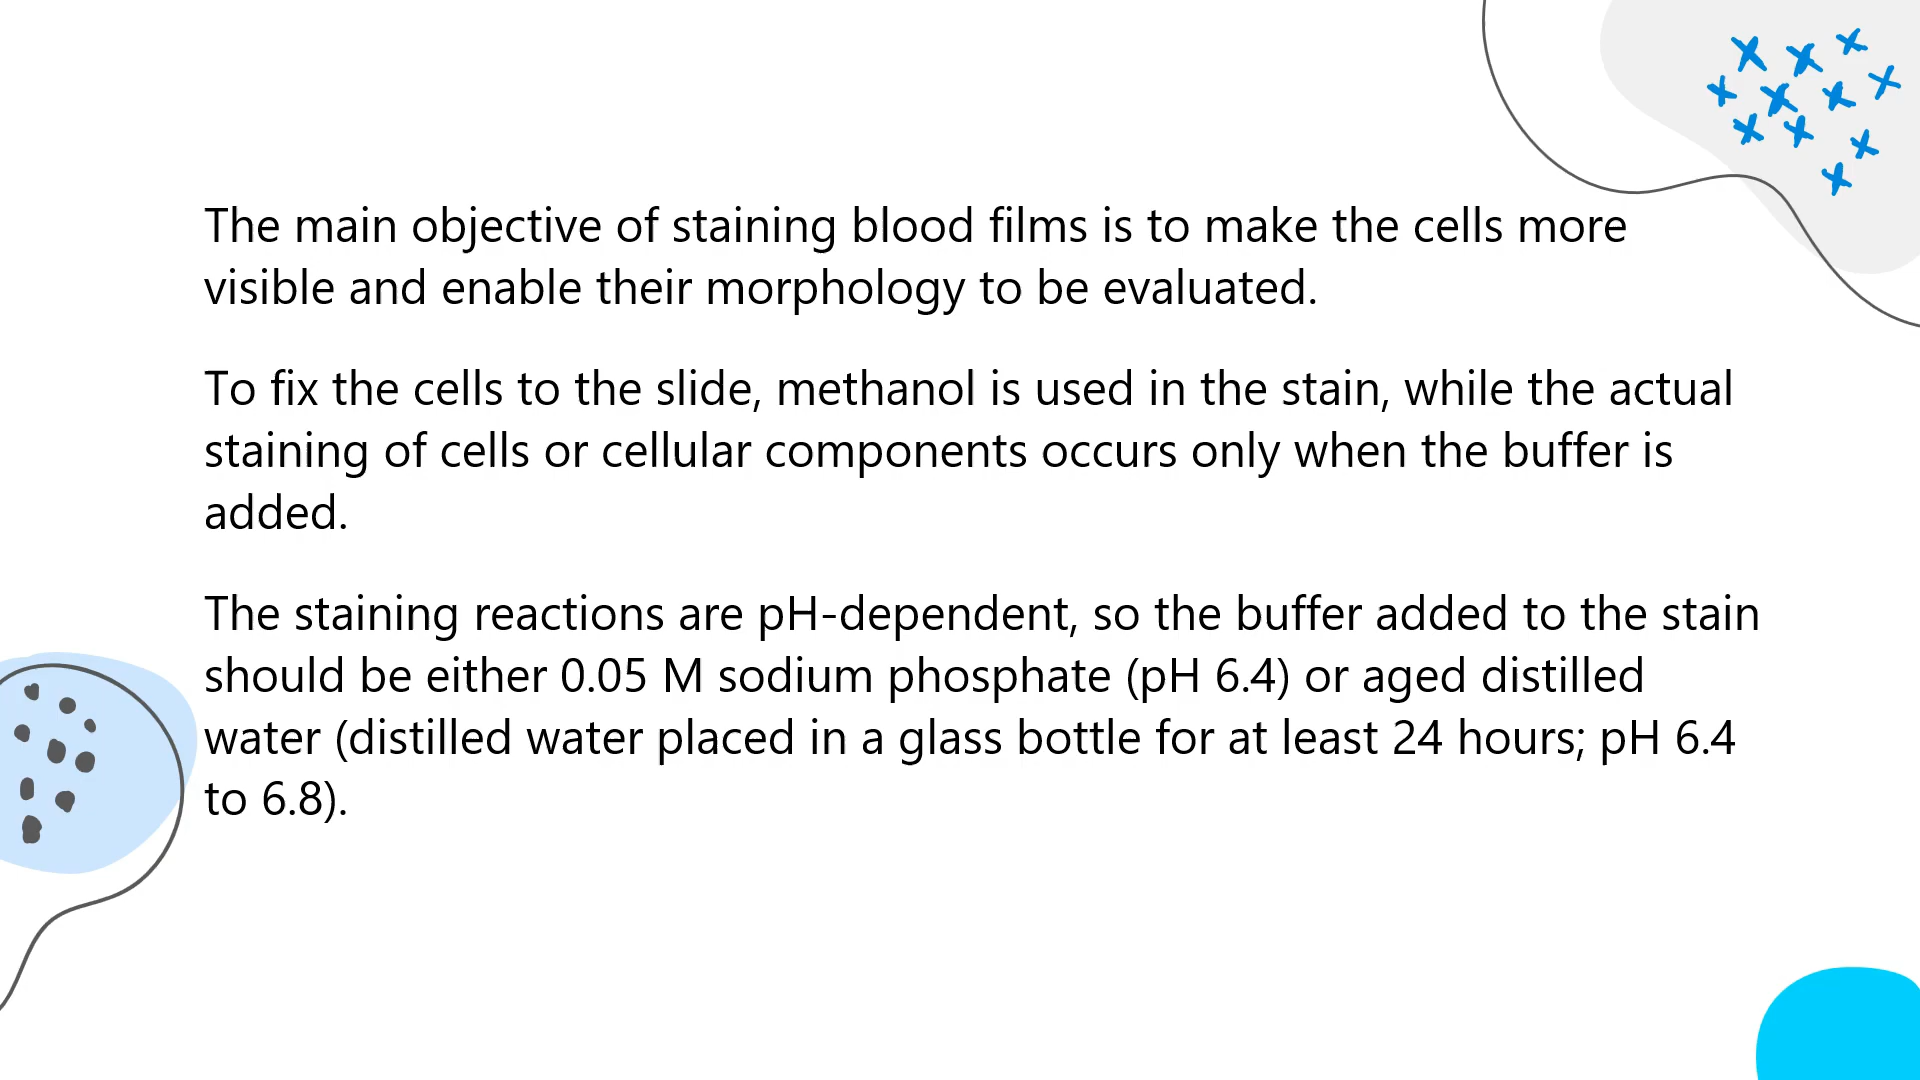 The main objective of staining blood films is to make the cells more
visible and enable their morphology to be evaluated.
To fix the cells to the slide, methanol is used in the stain, while the actual
staining of cells or cellular components occurs only when the buffer is
added.
The staining reactions are pH-dependent, so the buffer added to the stain
should be either 0.05 M sodium phosphate (pH 6.4) or aged distilled
water (distilled water placed in a glass bottle for at least 24 hours; pH 6.4
to 6.8).